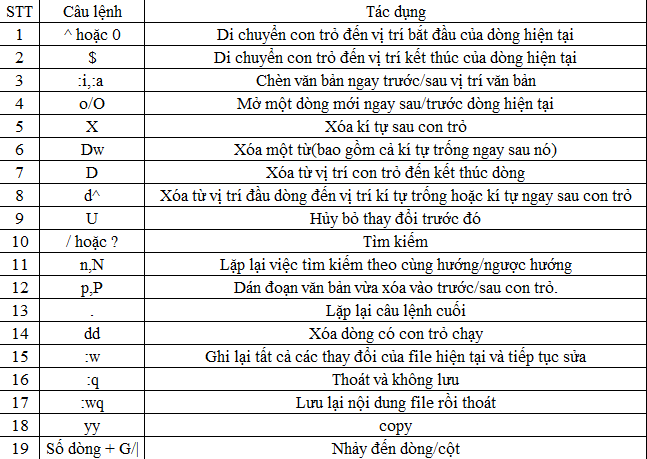 STT Câu lệnh Tác dụng
1 ^ hoặc 0 Di chuyển con trỏ đến vị trí bắt đầu của dòng hiện tại
2 $ Di chuyển con trỏ đến vị trí kết thúc của dòng hiện tại
3 :i,:a Chèn văn bản ngay trước/sau vị trí văn bản
4 o/O Mở một dòng mới ngay sau/trước dòng hiện tại
5 X Xóa kí tự sau con trỏ
6 Dw Xóa một từ(bao gồm cả kí tự trống ngay sau nó)
7 D Xóa từ vị trí con trỏ đến kết thúc dòng
8 d^ Xóa từ vị trí đầu dòng đến vị trí kí tự trống hoặc kí tự ngay sau con trỏ
9 U Hủy bỏ thay đổi trước đó
10 / hoặc ? Tìm kiếm
11 n,N Lặp lại việc tìm kiếm theo cùng hướng/ngược hướng
12 p,P Dán đoạn văn bản vừa xóa vào trước/sau con trỏ.
13 . Lặp lại câu lệnh cuối
14 dd Xóa dòng có con trỏ chạy
15 :w Ghi lại tất cả các thay đổi của file hiện tại và tiếp tục sửa
16 :q Thoát và không lưu
17 :wq Lưu lại nội dung file rồi thoát
18 yy copy
19 Số dòng + G/| Nhảy đến dòng/cột